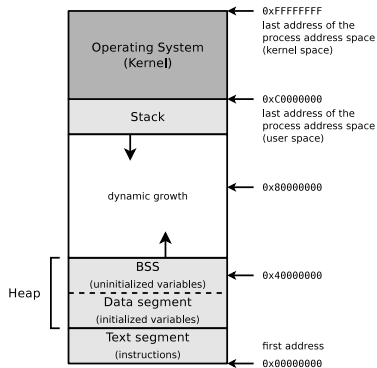 0xFFFFFFFF
last address of the
process address space
(kernel space)
Operating System
(Kernel)
0xC0000000
last address of the
process address space
(user space)
Stack
dynamic growth
0x80000000
BSS
(uninitialized variables)
0x40000000
Heap
Data segment
(initialized variables)
Text segment
(instructions)
first address
0x00000000